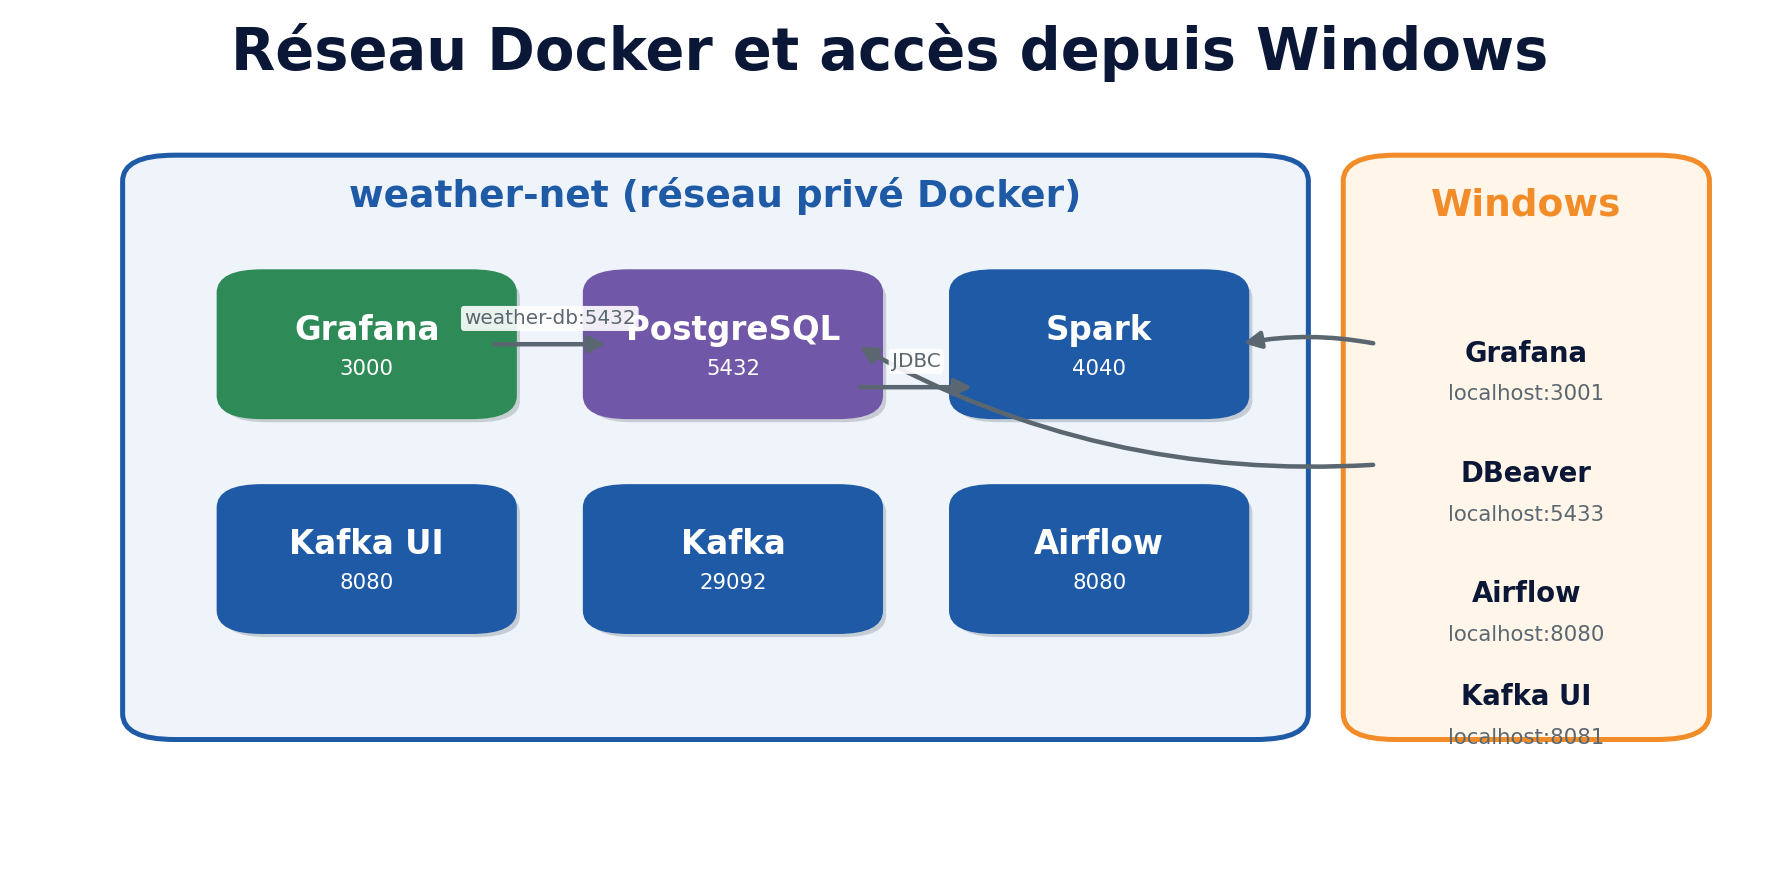 Réseau Docker et accès depuis Windows
weather-net (réseau privé Docker)
Grafana
3000
weather-db:5432
PostgreSQL
5432
JDBC
Spark
4040
Kafka UI
8080
Kafka
29092
Airflow
8080
Windows
Grafana
localhost:3001
DBeaver
localhost:5433
Airflow
localhost:8080
Kafka UI
localhost:8081